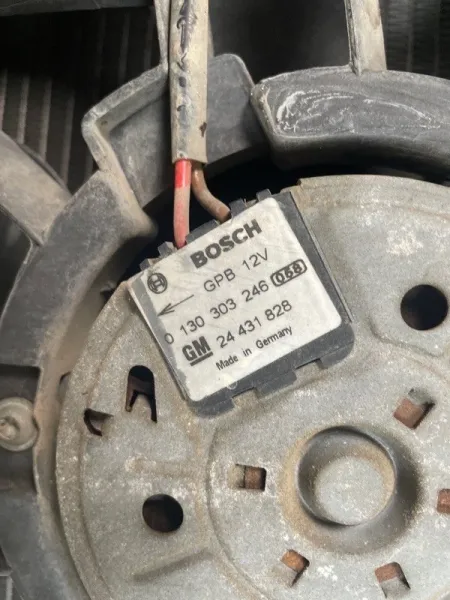 BOSCH
GPB 12V
0 130 303 246 068
GM 24 431 828
Made in Germany